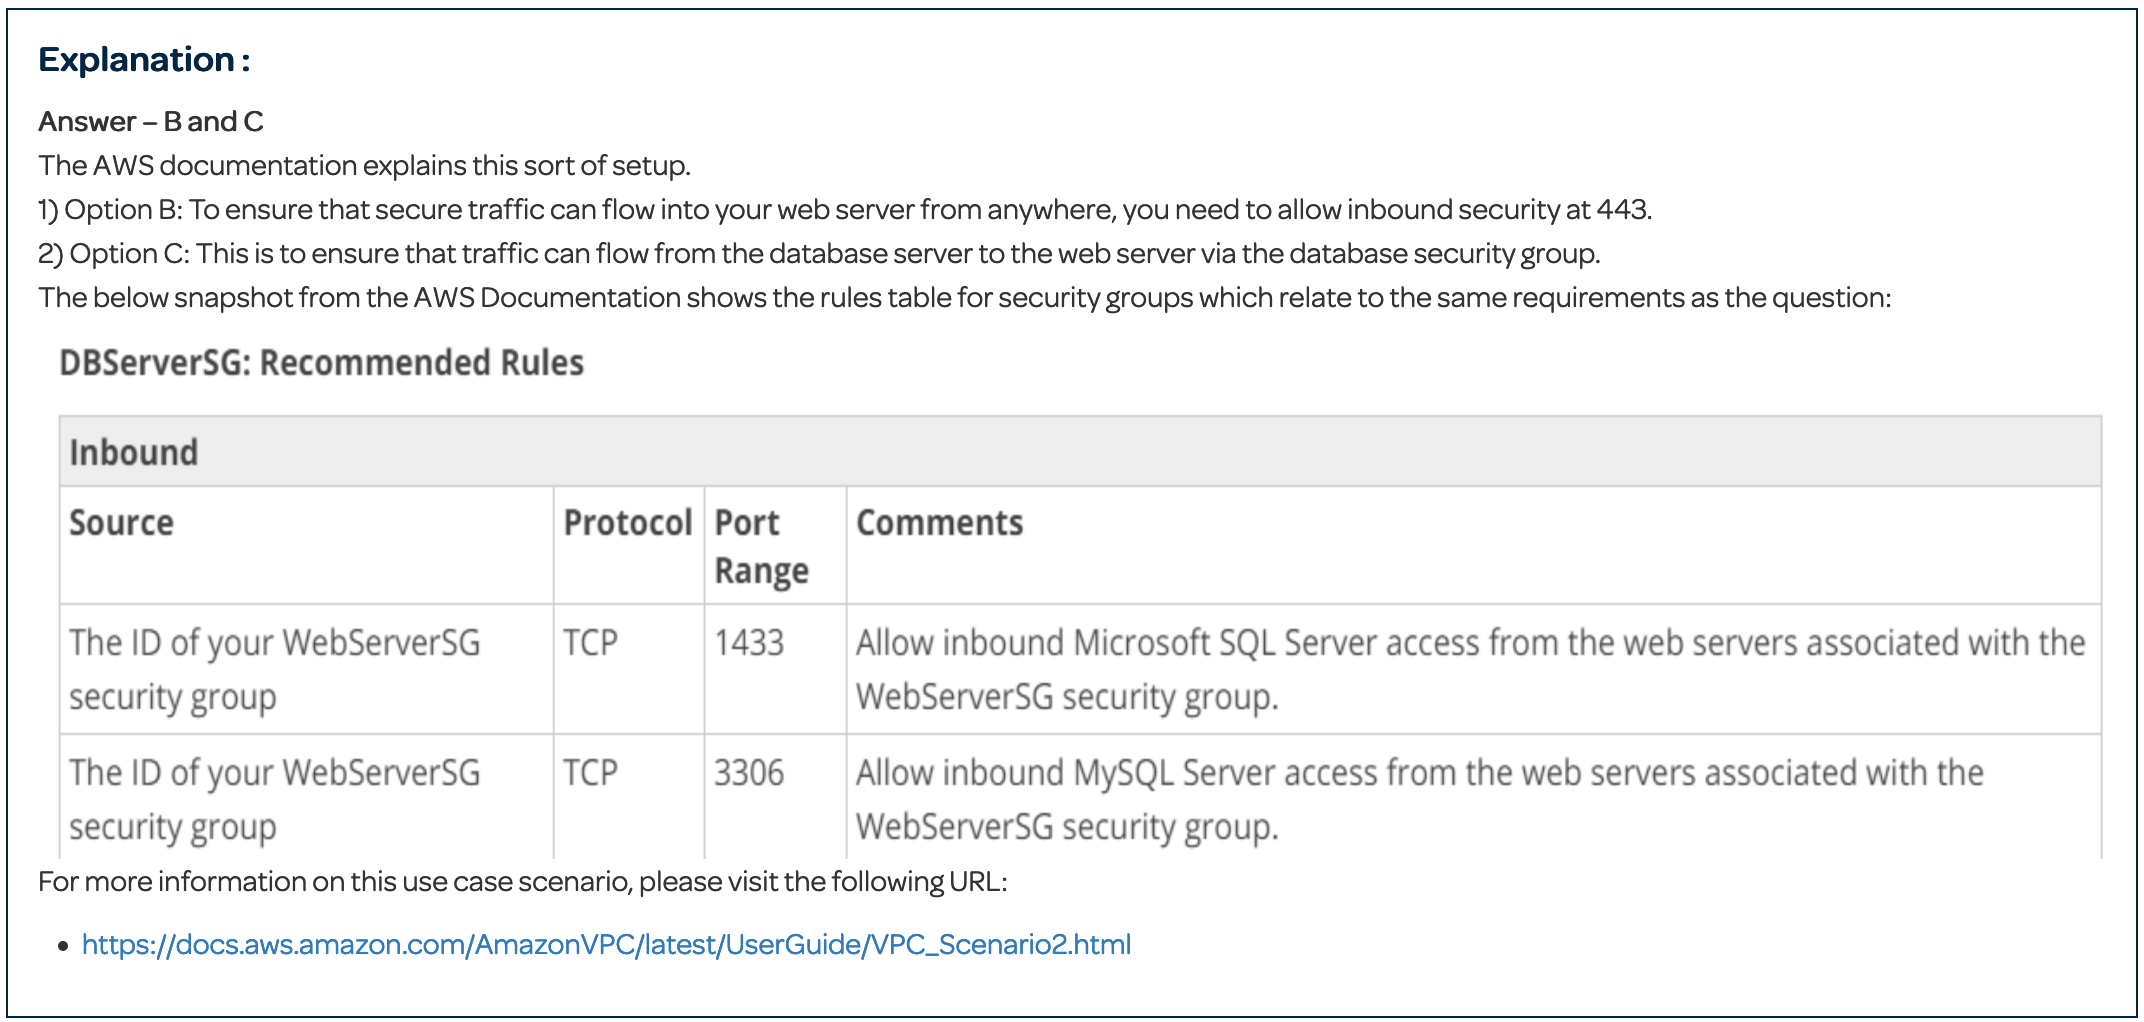 Explanation :
Answer – B and C
The AWS documentation explains this sort of setup.
1) Option B: To ensure that secure traffic can flow into your web server from anywhere, you need to allow inbound security at 443.
2) Option C: This is to ensure that traffic can flow from the database server to the web server via the database security group.
The below snapshot from the AWS Documentation shows the rules table for security groups which relate to the same requirements as the question:
DBServerSG: Recommended Rules
Inbound
Source Protocol Port Range Comments
The ID of your WebServerSG security group TCP 1433 Allow inbound Microsoft SQL Server access from the web servers associated with the WebServerSG security group.
The ID of your WebServerSG security group TCP 3306 Allow inbound MySQL Server access from the web servers associated with the WebServerSG security group.
For more information on this use case scenario, please visit the following URL:
• https://docs.aws.amazon.com/AmazonVPC/latest/UserGuide/VPC_Scenario2.html